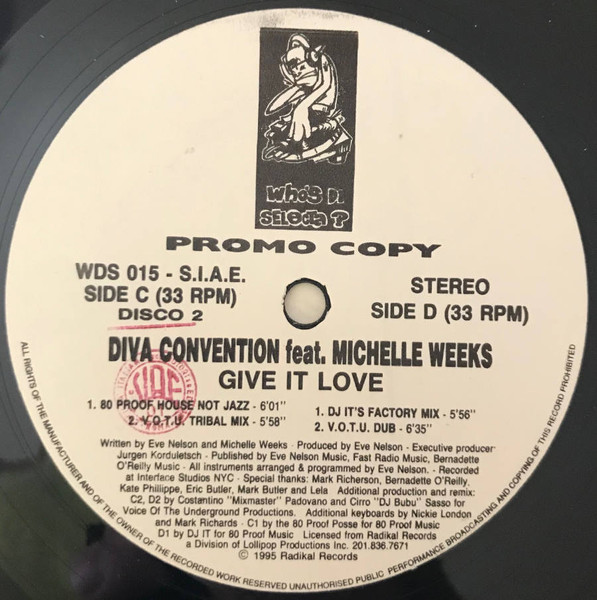 Who's Di
Selecta?
PROMO COPY
WDS 015 - S.I.A.E.
SIDE C (33 RPM)
DISCO 2
STEREO
SIDE D (33 RPM)
DIVA CONVENTION feat. MICHELLE WEEKS
GIVE IT LOVE
1. 80 PROOF HOUSE NOT JAZZ - 6'01"
2. V.O.T.U. TRIBAL MIX - 5'58"
1. DJ IT'S FACTORY MIX - 5'56"
2. V.O.T.U. DUB - 6'35"
Written by Eve Nelson and Michelle Weeks - Produced by Eve Nelson - Executive producer
Jurgen Korduletsch - Published by Eve Nelson Music, Fast Radio Music, Bernadette
O'Reilly Music - All instruments arranged & programmed by Eve Nelson. - Recorded
at Interface Studios NYC - Special thanks: Mark Richerson, Bernadette O'Reilly,
Kate Phillippe, Eric Butler, Mark Butler and Lela Additional production and remix:
C2, D2 by Costantino "Mixmaster" Padovano and Cirro "DJ Bubu" Sasso for
Voice Of The Underground Productions. Additional keyboards by Nickie London
and Mark Richards - C1 by the 80 Proof Posse for 80 Proof Music
D1 by DJ IT for 80 Proof Music Licensed from Radikal Records
a Division of Lollipop Productions Inc. 201.836.7671
© 1995 Radikal Records
ALL RIGHTS OF THE MANUFACTURER AND OF THE OWNER OF THE RECORDED WORK RESERVED UNAUTHORISED PUBLIC PERFORMANCE BROADCASTING AND COPYING OF THIS RECORD PROHIBITED
SIAE